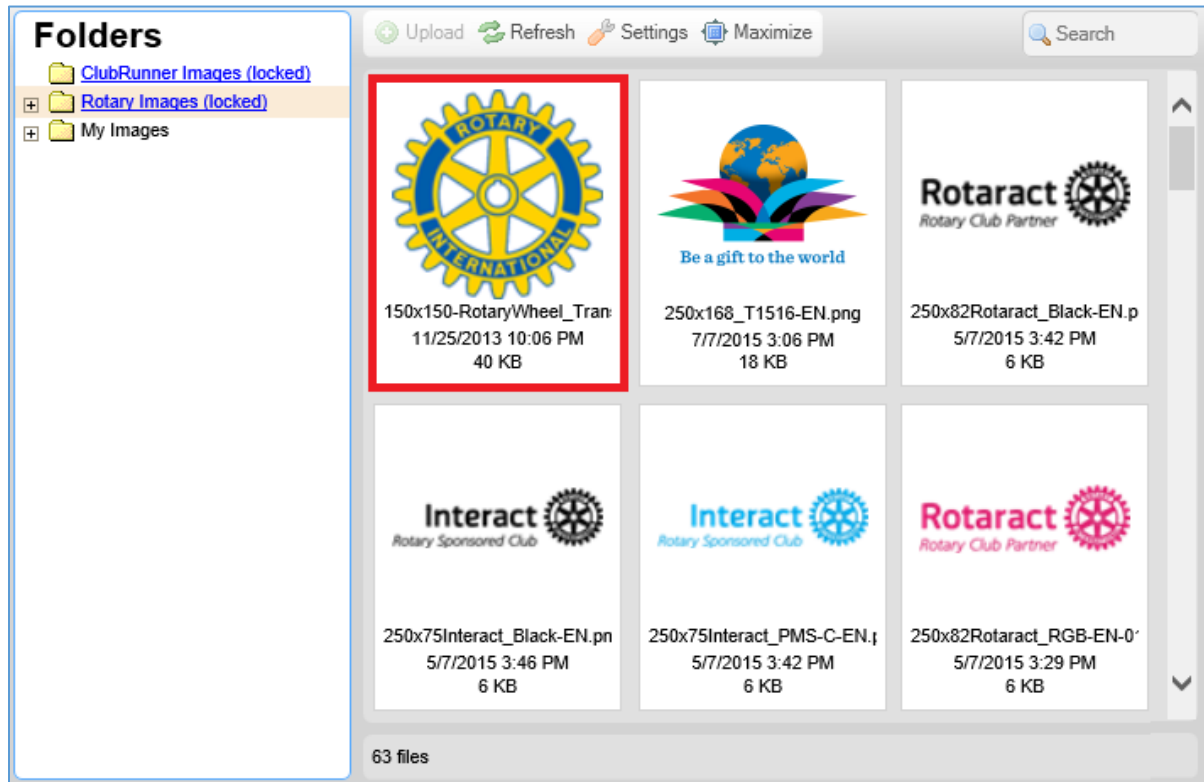 Folders
ClubRunner Images (locked)
Rotary Images (locked)
My Images
Upload Refresh Settings Maximize
Search
ROTARY
INTERNATIONAL
150x150-RotaryWheel_Tran
11/25/2013 10:06 PM
40 KB
Be a gift to the world
250x168_T1516-EN.png
7/7/2015 3:06 PM
18 KB
Rotaract
Rotary Club Partner
250x82Rotaract_Black-EN.p
5/7/2015 3:42 PM
6 KB
Interact
Rotary Sponsored Club
250x75Interact_Black-EN.pn
5/7/2015 3:46 PM
6 KB
Interact
Rotary Sponsored Club
250x75Interact_PMS-C-EN.p
5/7/2015 3:42 PM
6 KB
Rotaract
Rotary Club Partner
250x82Rotaract_RGB-EN-0
5/7/2015 3:29 PM
6 KB
63 files